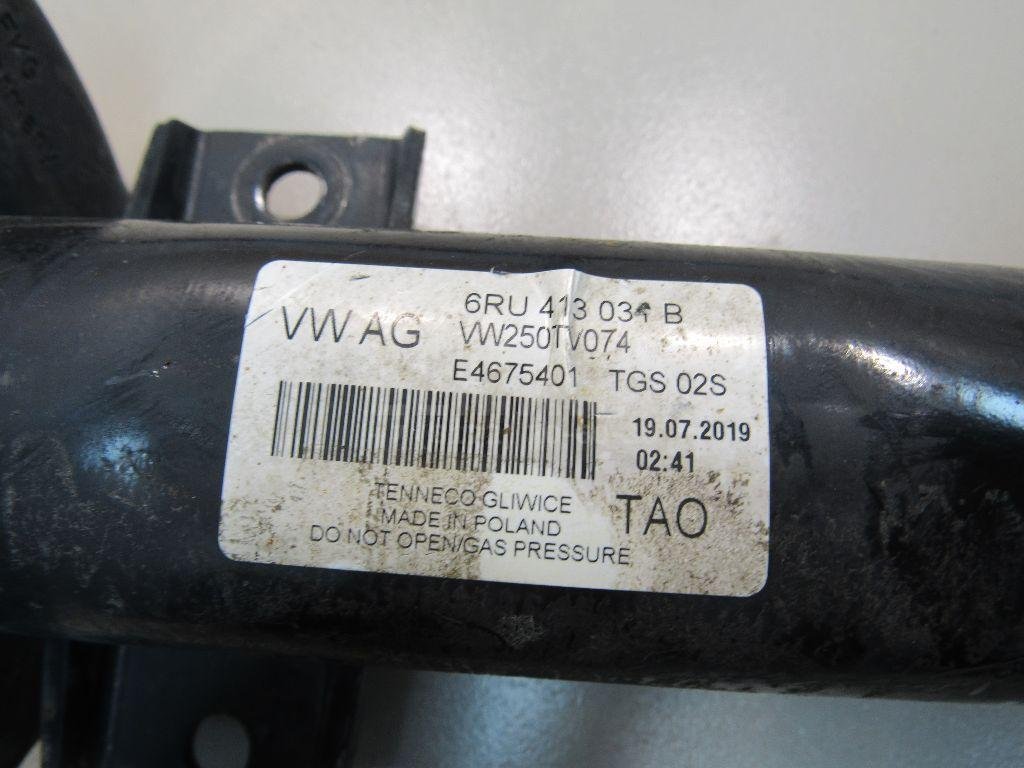 6RU 413 031 B
VW AG VW250TV074
E4675401 TGS 02S
19.07.2019
02:41
TENNECO GLIWICE
MADE IN POLAND
TAO
DO NOT OPEN/GAS PRESSURE